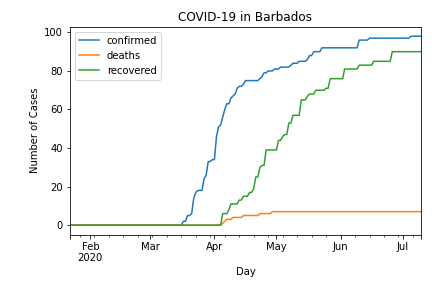 COVID-19 in Barbados
confirmed
deaths
recovered
100
80
60
40
20
0
Number of Cases
Feb Mar Apr May Jun Jul
2020
Day